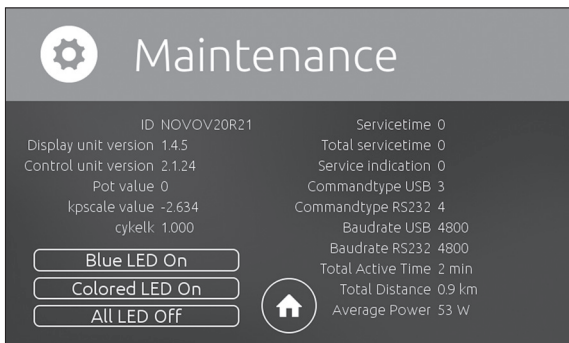 Maintenance
ID NOVOV20R21
Display unit version 1.4.5
Control unit version 2.1.24
Pot value 0
kpscale value -2.634
cykelk 1.000
Blue LED On
Colored LED On
All LED Off
Servicetime 0
Total servicetime 0
Service indication 0
Commandtype USB 3
Commandtype RS232 4
Baudrate USB 4800
Baudrate RS232 4800
Total Active Time 2 min
Total Distance 0.9 km
Average Power 53 W